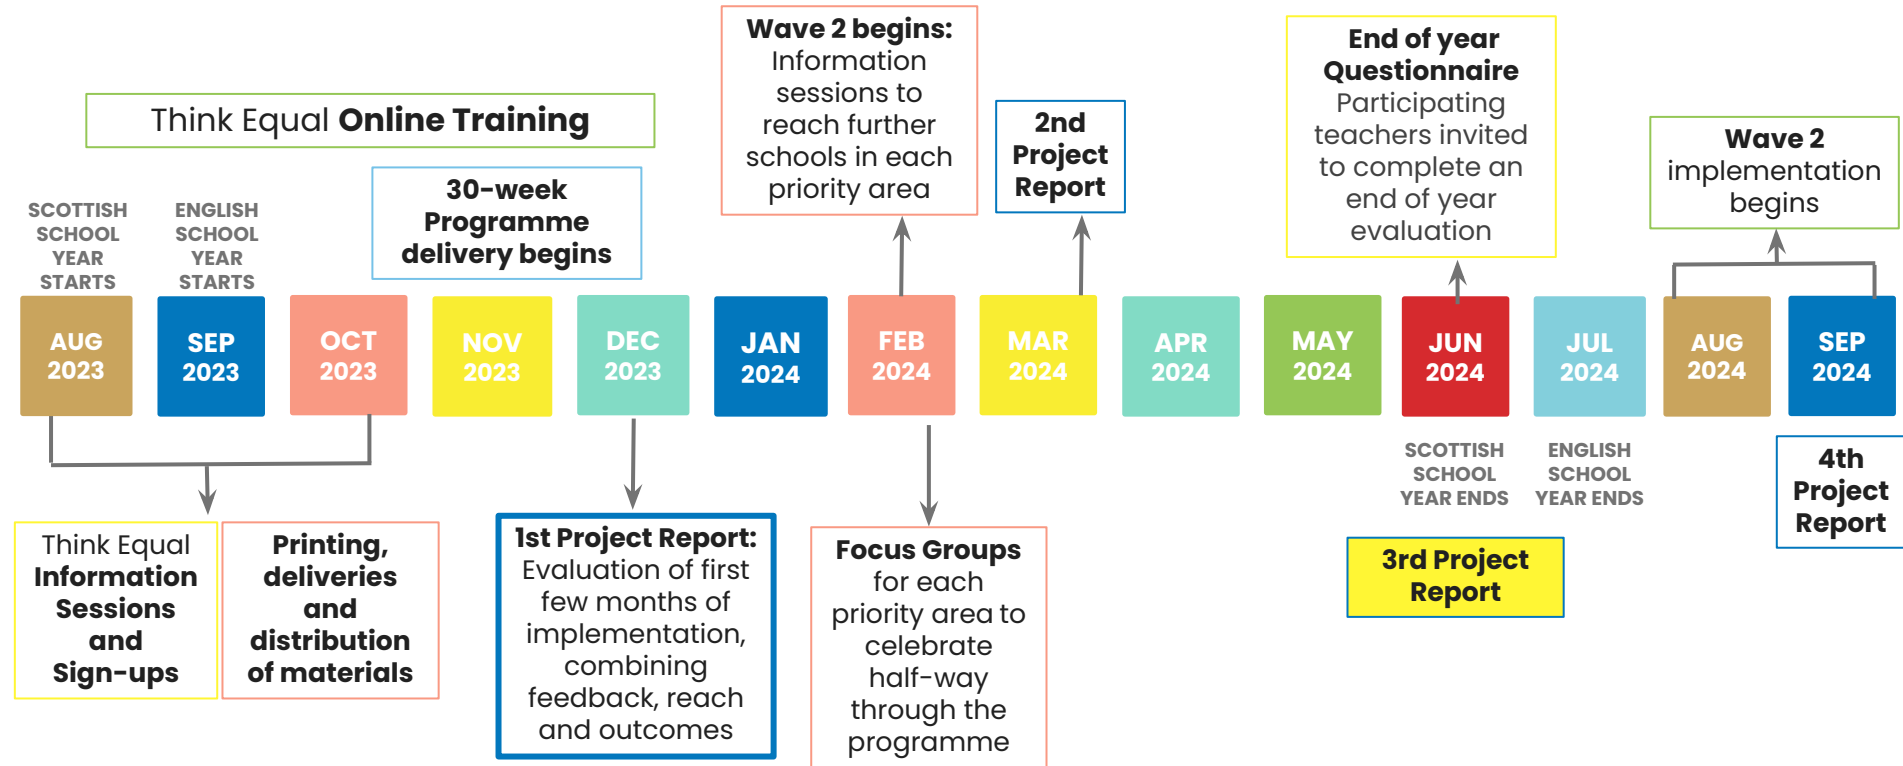 Think Equal Online Training
30-week
Programme
delivery begins
Wave 2 begins:
Information
sessions to
reach further
schools in each
priority area
2nd
Project
Report
End of year
Questionnaire
Participating
teachers invited
to complete an
end of year
evaluation
Wave 2
implementation
begins
SCOTTISH
SCHOOL
YEAR
STARTS
ENGLISH
SCHOOL
YEAR
STARTS
AUG
2023
SEP
2023
OCT
2023
NOV
2023
DEC
2023
JAN
2024
FEB
2024
MAR
2024
APR
2024
MAY
2024
JUN
2024
JUL
2024
AUG
2024
SEP
2024
SCOTTISH
SCHOOL
YEAR ENDS
ENGLISH
SCHOOL
YEAR ENDS
Think Equal
Information
Sessions
and
Sign-ups
Printing,
deliveries
and
distribution
of materials
1st Project Report:
Evaluation of first
few months of
implementation,
combining
feedback, reach
and outcomes
Focus Groups
for each
priority area to
celebrate
half-way
through the
programme
3rd Project
Report
4th
Project
Report